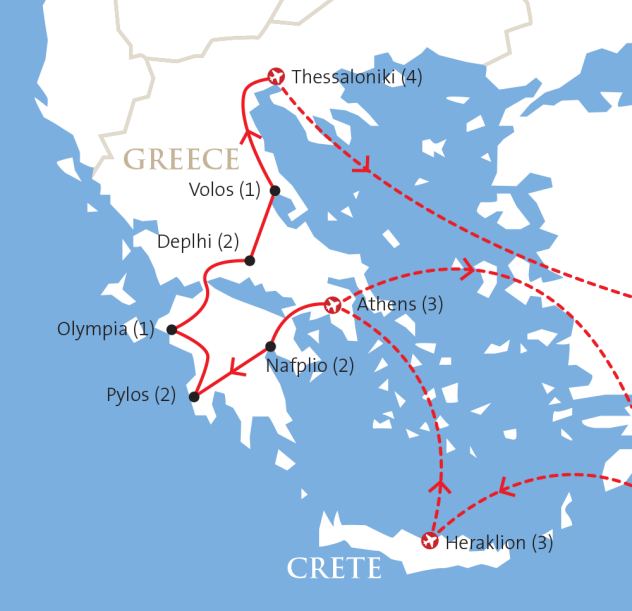 Thessaloniki (4)
GREECE
Volos (1)
Deplhi (2)
Athens (3)
Olympia (1)
Nafplio (2)
Pylos (2)
Heraklion (3)
CRETE